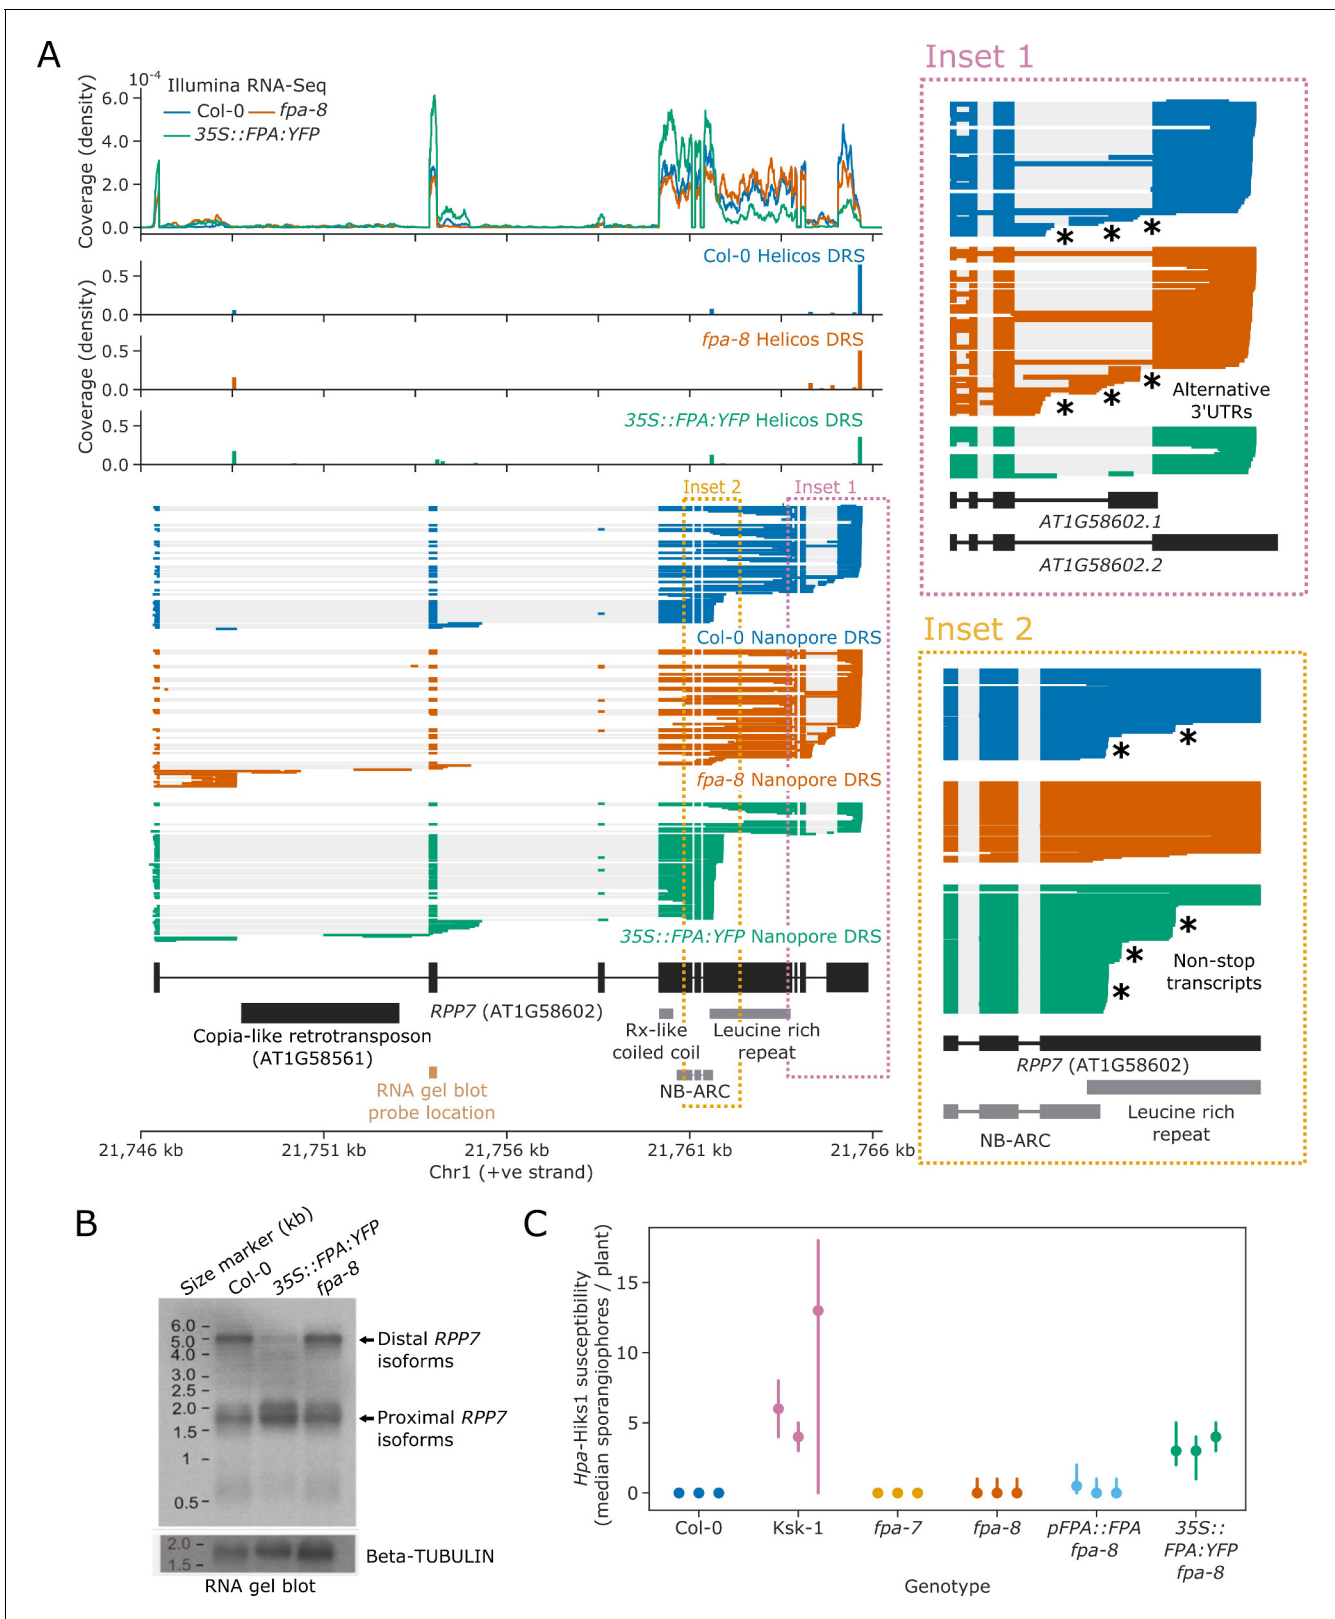 A
10⁻⁴ Illumina RNA-Seq
Col-0 fpa-8
35S::FPA:YFP
Coverage (density)
6.0
4.0
2.0
0.0
Col-0 Helicos DRS
0.5
0.0
fpa-8 Helicos DRS
0.5
0.0
Coverage (density)
35S::FPA:YFP Helicos DRS
0.5
0.0
Inset 2
Inset 1
Col-0 Nanopore DRS
fpa-8 Nanopore DRS
35S::FPA:YFP Nanopore DRS
RPP7 (AT1G58602)
Copia-like retrotransposon
(AT1G58561)
Rx-like
coiled coil
Leucine rich
repeat
NB-ARC
RNA gel blot
probe location
21,746 kb
21,751 kb
21,756 kb
21,761 kb
21,766 kb
Chr1 (+ve strand)
Inset 1
* * *
* * *
Alternative
3'UTRs
AT1G58602.1
AT1G58602.2
Inset 2
* *
* * *
Non-stop
transcripts
RPP7 (AT1G58602)
Leucine rich
repeat
NB-ARC
B
Size marker (kb)
Col-0
35S::FPA:YFP
fpa-8
6.0
5.0
4.0
3.0
2.5
2.0
1.5
1
0.5
Distal RPP7
isoforms
Proximal RPP7
isoforms
2.0
1.5
Beta-TUBULIN
RNA gel blot
C
Hpa-Hiks1 susceptibility
(median sporangiophores / plant)
15
10
5
0
Col-0
Ksk-1
fpa-7
fpa-8
pFPA::FPA
fpa-8
35S::
FPA:YFP
fpa-8
Genotype